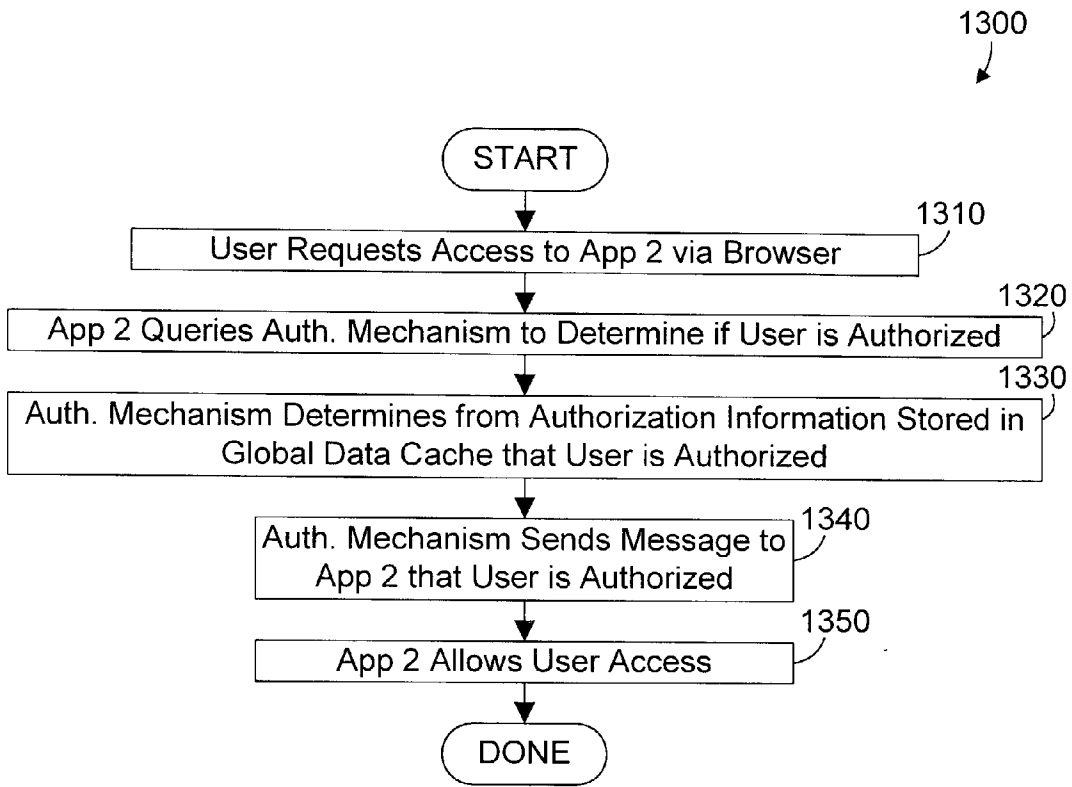 1300
START
1310
User Requests Access to App 2 via Browser
1320
App 2 Queries Auth. Mechanism to Determine if User is Authorized
1330
Auth. Mechanism Determines from Authorization Information Stored in
Global Data Cache that User is Authorized
1340
Auth. Mechanism Sends Message to
App 2 that User is Authorized
1350
App 2 Allows User Access
DONE